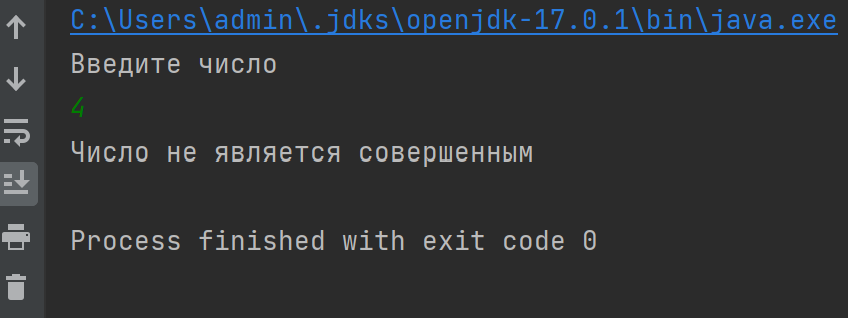 C:\Users\admin\.jdks\openjdk-17.0.1\bin\java.exe
Введите число
4
Число не является совершенным
Process finished with exit code 0